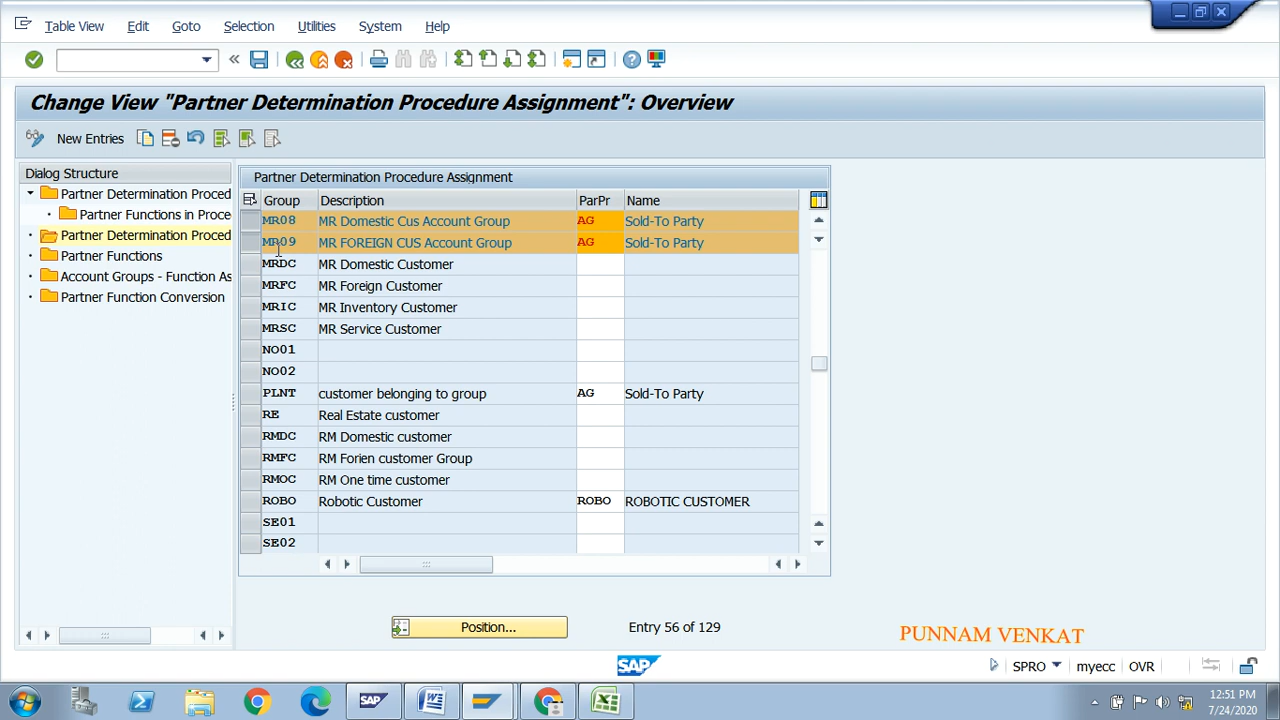 Table View Edit Goto Selection Utilities System Help
Change View "Partner Determination Procedure Assignment": Overview
New Entries
Dialog Structure
Partner Determination Proced
Partner Functions in Proce
Partner Determination Proced
Partner Functions
Account Groups - Function As
Partner Function Conversion
Partner Determination Procedure Assignment
Group Description ParPr Name
MR08 MR Domestic Cus Account Group AG Sold-To Party
MR09 MR FOREIGN CUS Account Group AG Sold-To Party
MRDC MR Domestic Customer
MRFC MR Foreign Customer
MRIC MR Inventory Customer
MRSC MR Service Customer
NO01
NO02
PLNT customer belonging to group AG Sold-To Party
RE Real Estate customer
RMDC RM Domestic customer
RMFC RM Forien customer Group
RMOC RM One time customer
ROBO Robotic Customer ROBO ROBOTIC CUSTOMER
SE01
SE02
Position... Entry 56 of 129
PUNNAM VENKAT
SAP SPRO myecc OVR
SAP 12:51 PM
7/24/2020